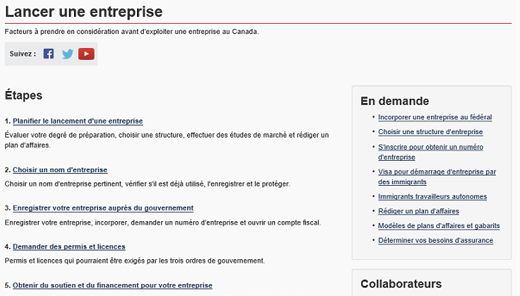 Lancer une entreprise
Facteurs à prendre en considération avant d'exploiter une entreprise au Canada.
Suivez :
Étapes
1. Planifier le lancement d'une entreprise
Évaluer votre degré de préparation, choisir une structure, effectuer des études de marché et rédiger un
plan d'affaires.
2. Choisir un nom d'entreprise
Choisir un nom d'entreprise pertinent, vérifier s'il est déjà utilisé, l'enregistrer et le protéger.
3. Enregistrer votre entreprise auprès du gouvernement
Enregistrer votre entreprise, incorporer, demander un numéro d'entreprise et ouvrir un compte fiscal.
4. Demander des permis et licences
Permis et licences qui pourraient être exigés par les trois ordres de gouvernement.
5. Obtenir du soutien et du financement pour votre entreprise
En demande
• Incorporer une entreprise au fédéral
• Choisir une structure d'entreprise
• S'inscrire pour obtenir un numéro
d'entreprise
• Visa pour démarrage d'entreprise par
des immigrants
• Immigrants travailleurs autonomes
• Rédiger un plan d'affaires
• Modèles de plans d'affaires et gabarits
• Déterminer vos besoins d'assurance
Collaborateurs